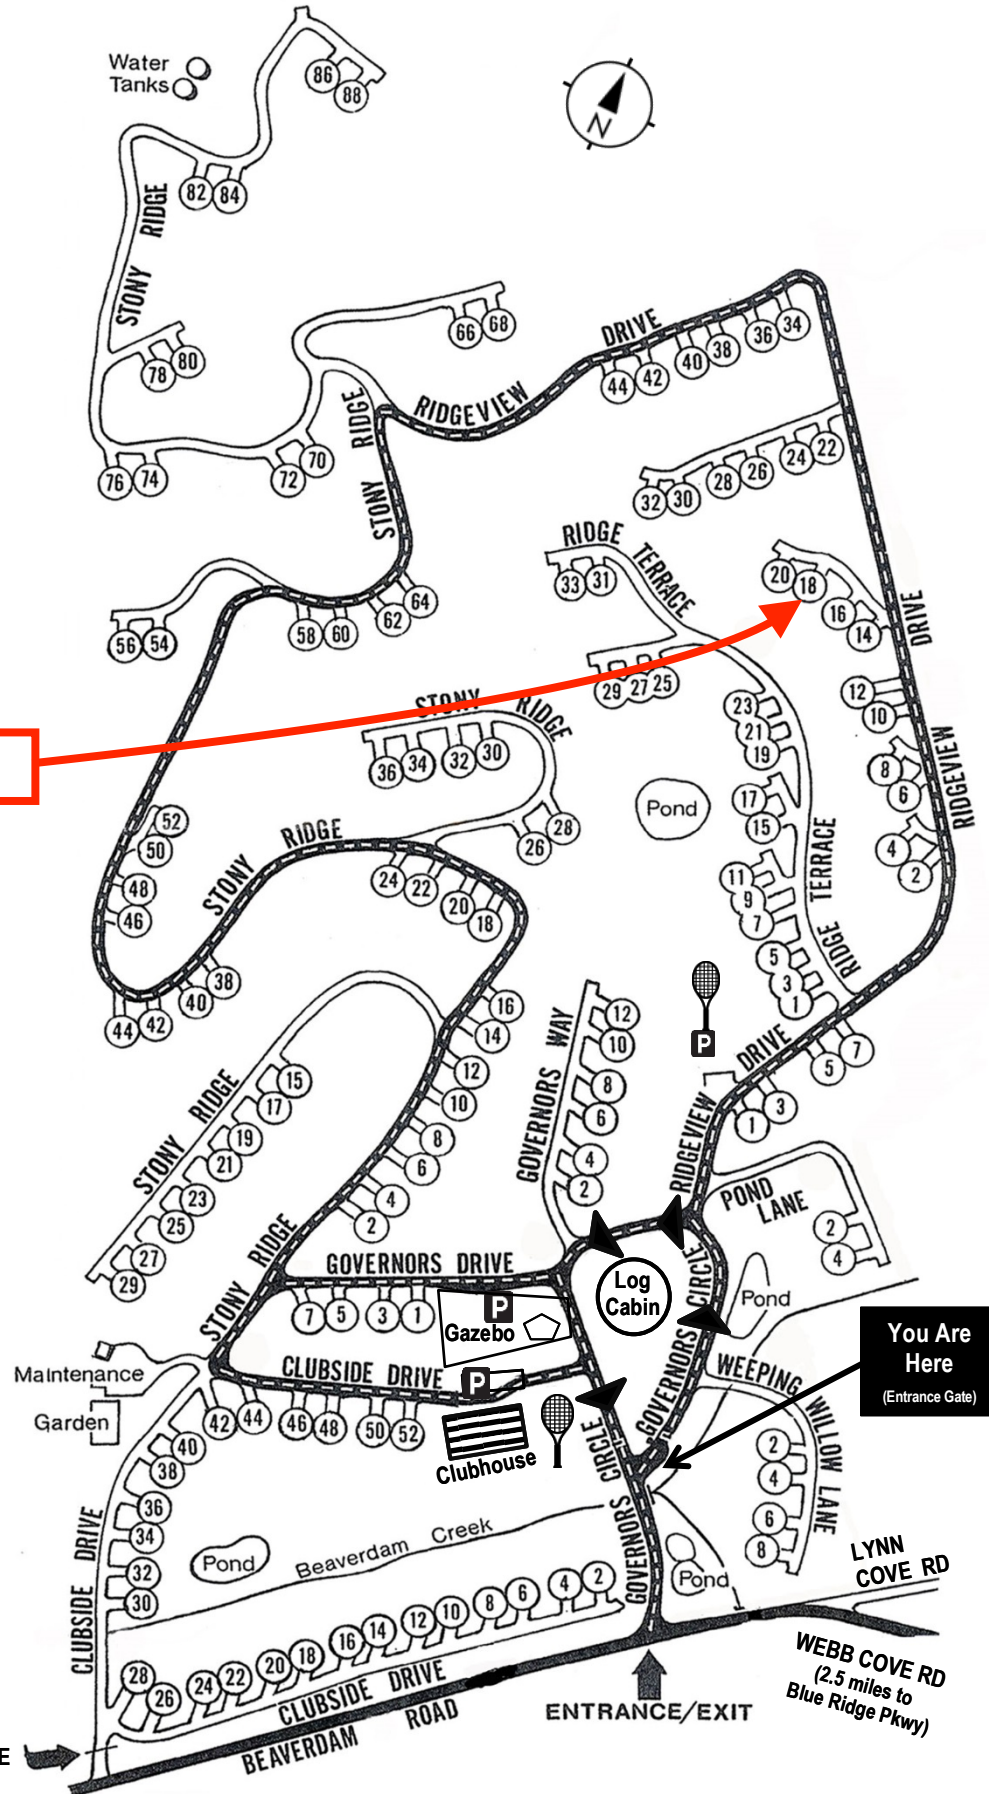 Water
Tanks
86
88
N
82
84
STONY RIDGE
66
68
78
80
DRIVE
44
42
40
38
36
34
RIDGEVIEW
STONY RIDGE
76
74
72
70
32
30
28
26
24
22
RIDGE TERRACE
33
31
20
18
16
14
DRIVE
56
54
58
60
62
64
29
27
25
STONY RIDGE
36
34
32
30
23
21
19
12
10
8
6
RIDGEVIEW
Pond
17
15
4
2
52
50
48
46
STONY RIDGE
28
26
24
22
20
18
TERRACE
11
9
7
5
3
1
RIDGE
44
42
40
38
16
14
12
10
8
6
4
2
GOVERNORS WAY
12
10
8
6
4
2
P
DRIVE
5
7
1
3
RIDGEVIEW
STONY RIDGE
15
17
19
21
23
25
27
29
POND
LANE
2
4
STONY RIDGE
GOVERNORS DRIVE
7
5
3
1
P
Gazebo
Log
Cabin
GOVERNORS CIRCLE
Pond
You Are
Here
(Entrance Gate)
Maintenance
Garden
CLUBSIDE DRIVE
P
42
44
46
48
50
52
Clubhouse
GOVERNORS CIRCLE
WEEPING WILLOW LANE
2
4
6
8
40
38
36
34
32
30
CLUBSIDE DRIVE
Pond
Beaverdam Creek
Pond
LYNN
COVE RD
28
26
24
22
20
18
16
14
12
10
8
6
4
2
CLUBSIDE DRIVE
BEAVERDAM ROAD
ENTRANCE/EXIT
WEBB COVE RD
(2.5 miles to
Blue Ridge Pkwy)
E